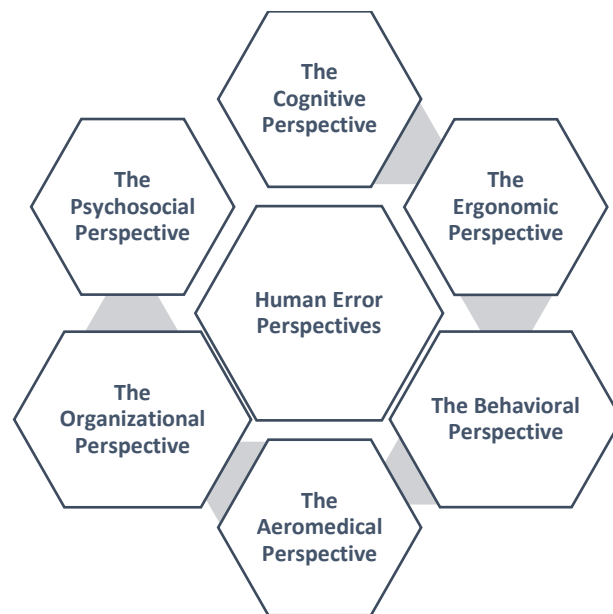 The
Cognitive
Perspective
The
Ergonomic
Perspective
The Behavioral
Perspective
The
Aeromedical
Perspective
The
Organizational
Perspective
The
Psychosocial
Perspective
Human Error
Perspectives